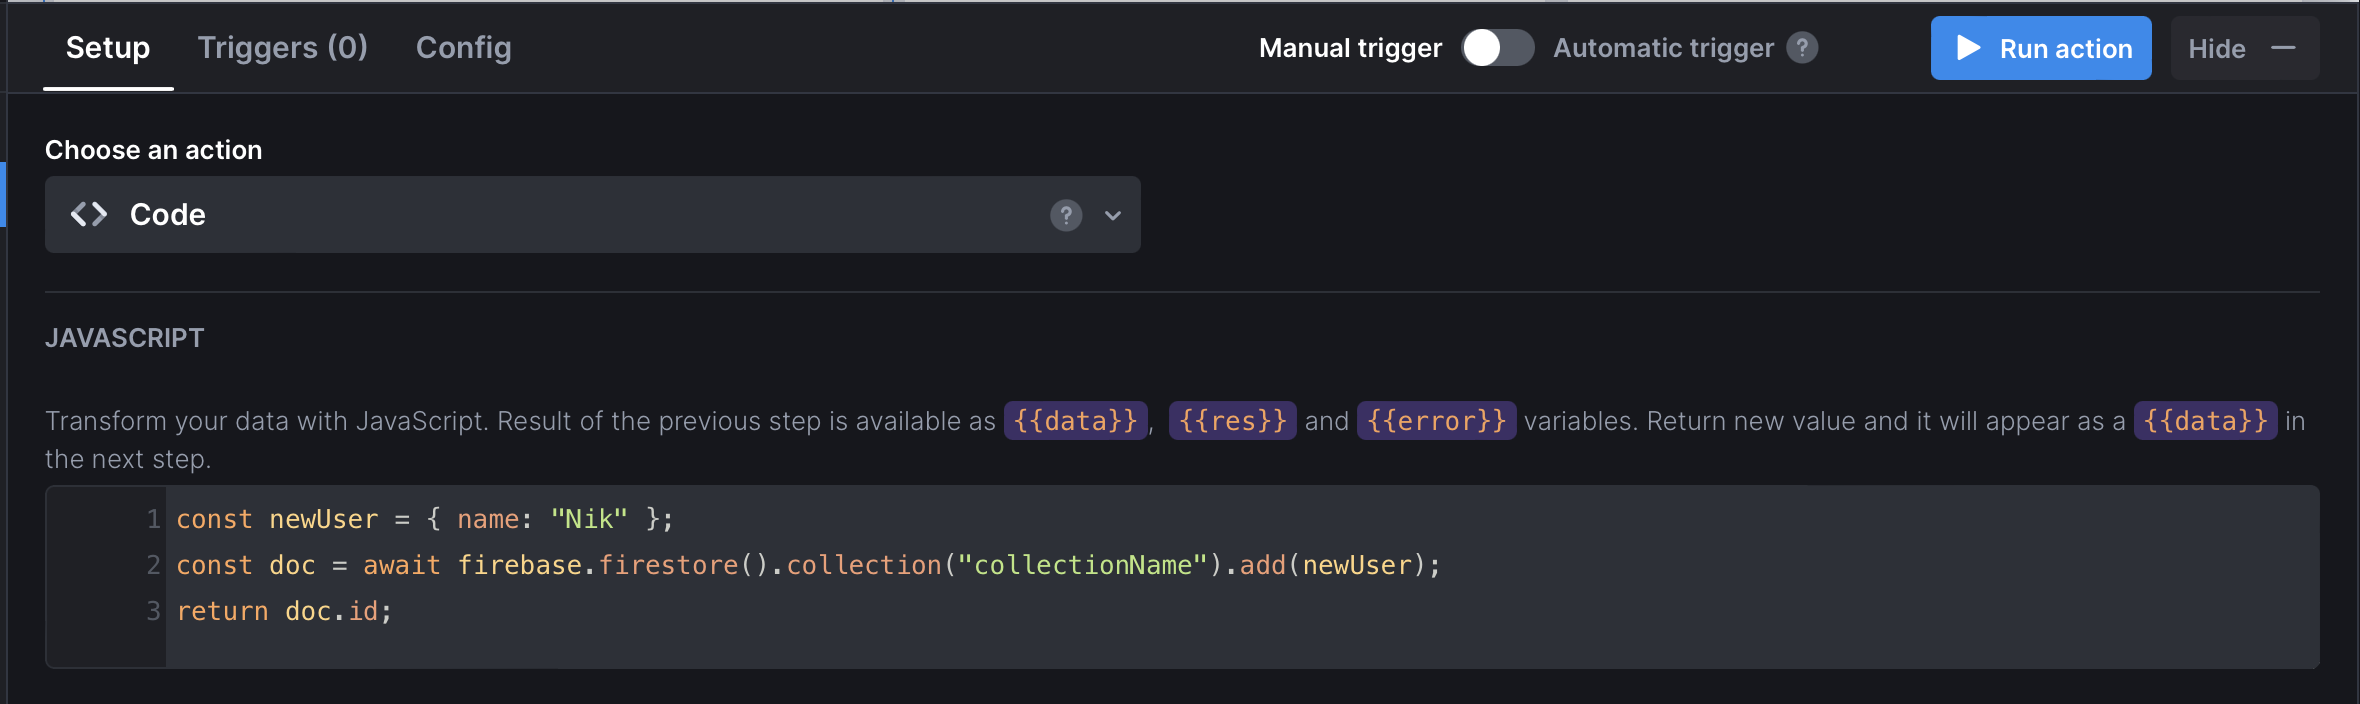 Setup Triggers (0) Config Manual trigger Automatic trigger ? Run action Hide
Choose an action
Code ?
JAVASCRIPT
Transform your data with JavaScript. Result of the previous step is available as {{data}}, {{res}} and {{error}} variables. Return new value and it will appear as a {{data}} in
the next step.
1 const newUser = { name: "Nik" };
2 const doc = await firebase.firestore().collection("collectionName").add(newUser);
3 return doc.id;